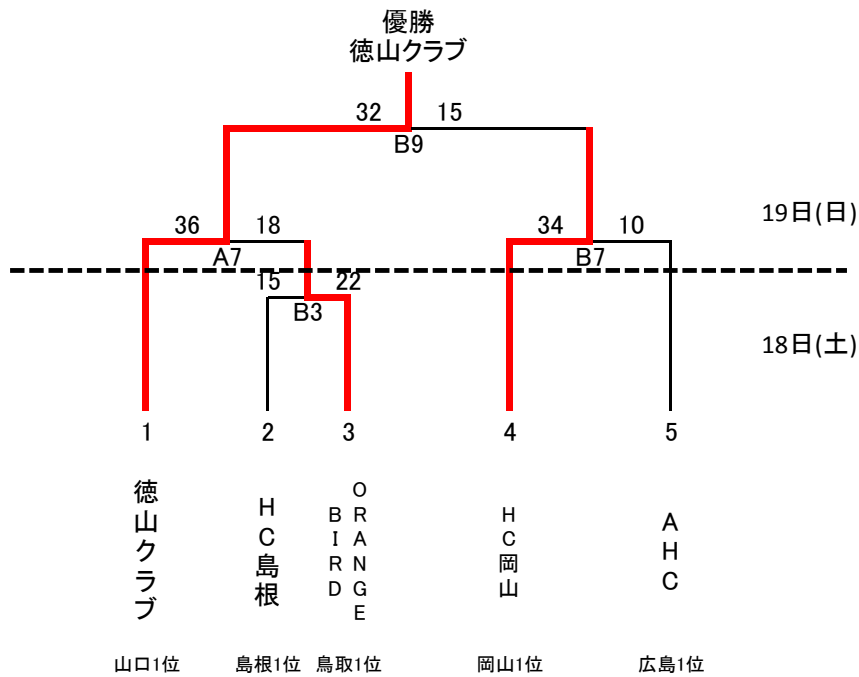 優勝
徳山クラブ
32 15
B9
19日(日)
36 18 34 10
A7 B7
15 22
B3
18日(土)
1 2 3 4 5
徳山クラブ
HC島根
ORANGE
BIRD
HC岡山
AHC
山口1位 島根1位 鳥取1位 岡山1位 広島1位